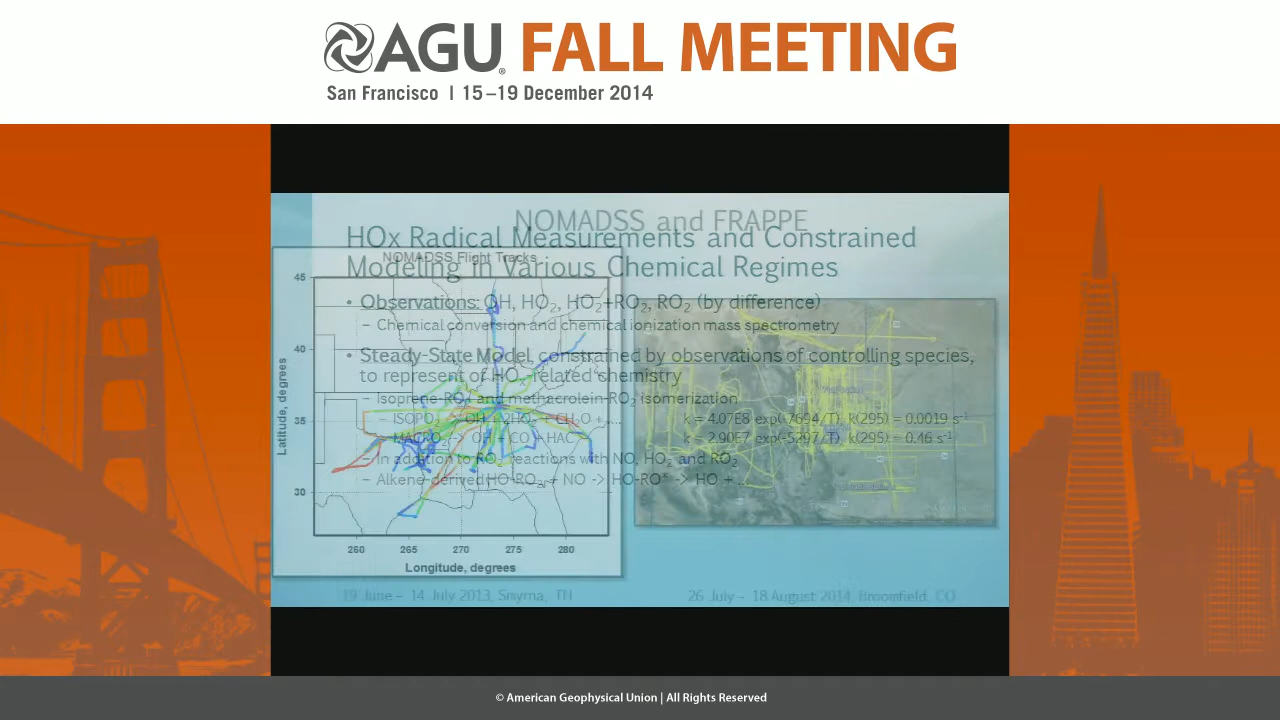 AGU FALL MEETING
San Francisco | 15–19 December 2014
NOMADSS and FRAPPE
HOx Radical Measurements and Constrained
Modeling in Various Chemical Regimes
NOMADSS Flight Tracks
• Observations: OH, HO2, HO2+RO2, RO2 (by difference)
– Chemical conversion and chemical ionization mass spectrometry
• Steady-State Model constrained by observations of controlling species,
to represent of HOx related chemistry
– Isoprene-RO2 and methacrolein-RO2 isomerization
– ISOPO2 -> OH + 2HO2 + CH2O + .... k = 4.07E8 exp(-7694/T) k(295) = 0.0019 s-1
– MACRO2 -> OH + CO + HAC k = 2.90E7 exp(-5297/T) k(295) = 0.46 s-1
– In addition to RO2 reactions with NO, HO2 and RO2
– Alkene-derived HO-RO2 + NO -> HO-RO* -> HO + ..
45
40
35
30
Latitude, degrees
260 265 270 275 280
Longitude, degrees
19 June – 14 July 2013, Smyrna, TN
26 July – 18 August 2014, Broomfield, CO
© American Geophysical Union | All Rights Reserved